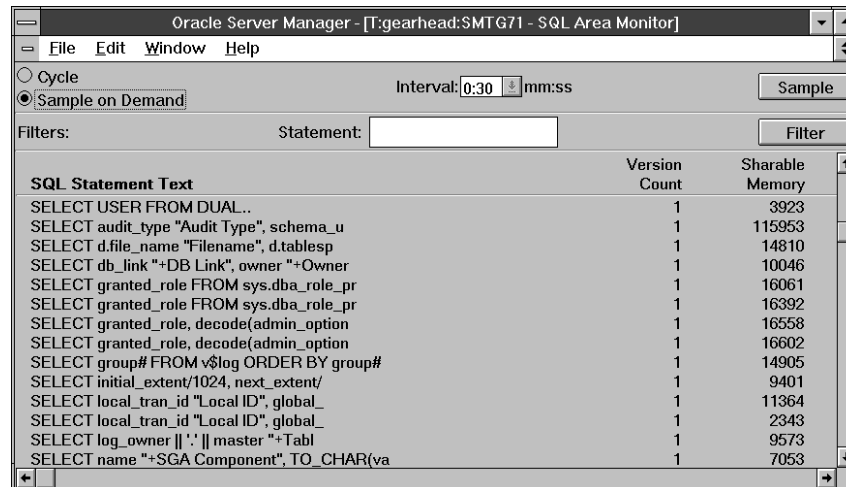 Oracle Server Manager - [T:gearhead:SMTG71 - SQL Area Monitor]
File Edit Window Help
Cycle
Sample on Demand
Interval: 0:30 mm:ss
Sample
Filters: Statement: Filter
SQL Statement Text Version Count Sharable Memory
SELECT USER FROM DUAL.. 1 3923
SELECT audit_type "Audit Type", schema_u 1 115953
SELECT d.file_name "Filename", d.tablesp 1 14810
SELECT db_link "+DB Link", owner "+Owner 1 10046
SELECT granted_role FROM sys.dba_role_pr 1 16061
SELECT granted_role FROM sys.dba_role_pr 1 16392
SELECT granted_role, decode(admin_option 1 16558
SELECT granted_role, decode(admin_option 1 16602
SELECT group# FROM v$log ORDER BY group# 1 14905
SELECT initial_extent/1024, next_extent/ 1 9401
SELECT local_tran_id "Local ID", global_ 1 11364
SELECT local_tran_id "Local ID", global_ 1 2343
SELECT log_owner || '.' || master "+Tabl 1 9573
SELECT name "+SGA Component", TO_CHAR(va 1 7053